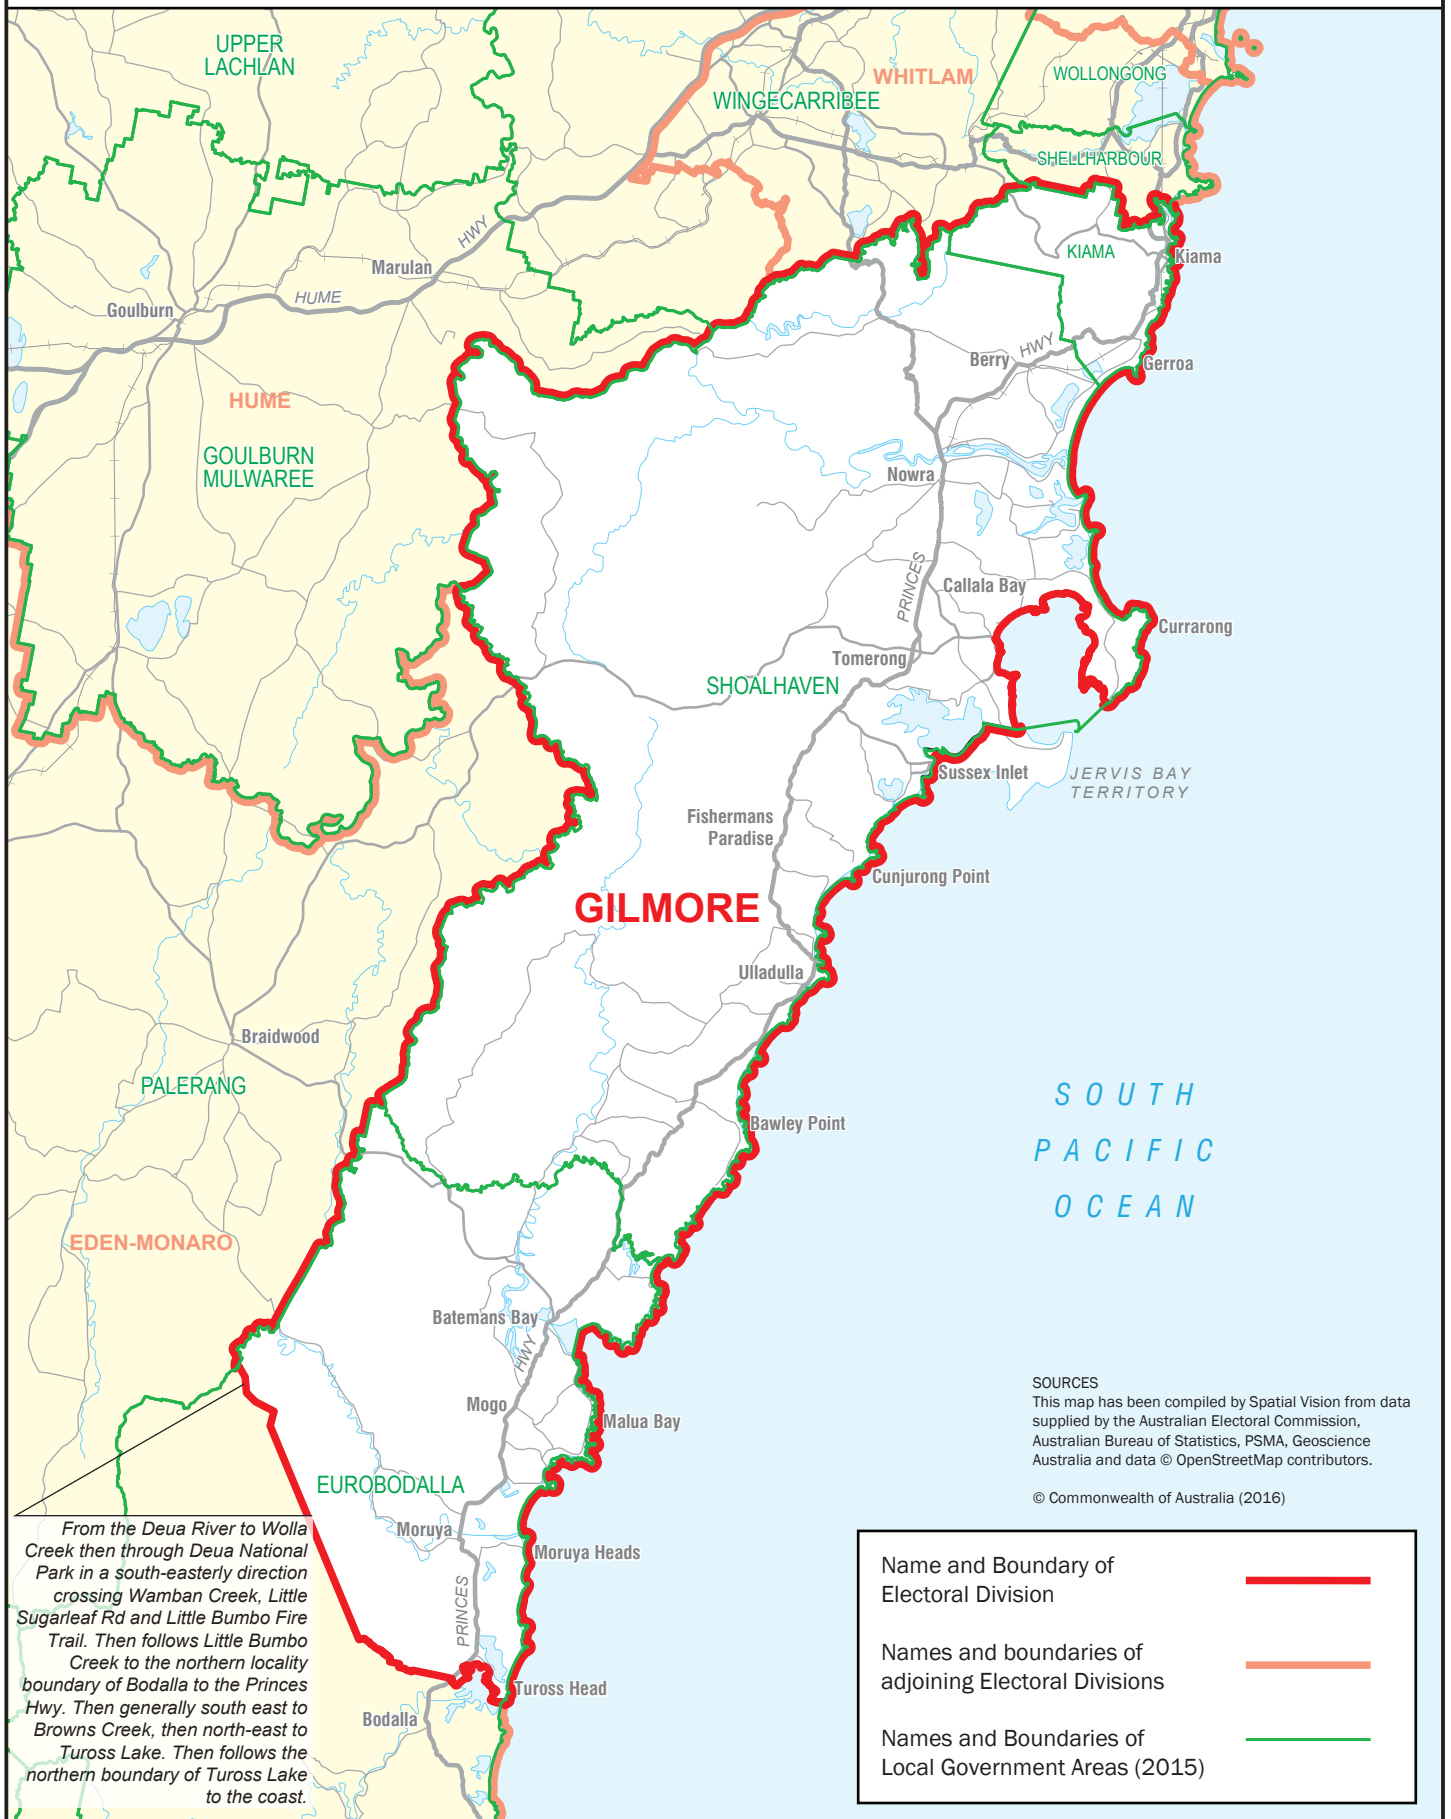 UPPER
LACHLAN
WHITLAM
WOLLONGONG
WINGECARRIBEE
SHELLHARBOUR
HWY
KIAMA
Kiama
Marulan
HUME
Goulburn
HWY
Berry
Gerroa
HUME
GOULBURN
MULWAREE
Nowra
PRINCES
Callala Bay
Currarong
Tomerong
SHOALHAVEN
Sussex Inlet
JERVIS BAY
TERRITORY
Fishermans
Paradise
Cunjurong Point
GILMORE
Ulladulla
Braidwood
PALERANG
SOUTH
PACIFIC
OCEAN
Bawley Point
EDEN-MONARO
Batemans Bay
HWY
Mogo
Malua Bay
EUROBODALLA
Moruya
Moruya Heads
PRINCES
Tuross Head
Bodalla
From the Deua River to Wolla
Creek then through Deua National
Park in a south-easterly direction
crossing Wamban Creek, Little
Sugarleaf Rd and Little Bumbo Fire
Trail. Then follows Little Bumbo
Creek to the northern locality
boundary of Bodalla to the Princes
Hwy. Then generally south east to
Browns Creek, then north-east to
Tuross Lake. Then follows the
northern boundary of Tuross Lake
to the coast.
SOURCES
This map has been compiled by Spatial Vision from data
supplied by the Australian Electoral Commission,
Australian Bureau of Statistics, PSMA, Geoscience
Australia and data © OpenStreetMap contributors.
© Commonwealth of Australia (2016)
Name and Boundary of
Electoral Division
Names and boundaries of
adjoining Electoral Divisions
Names and Boundaries of
Local Government Areas (2015)